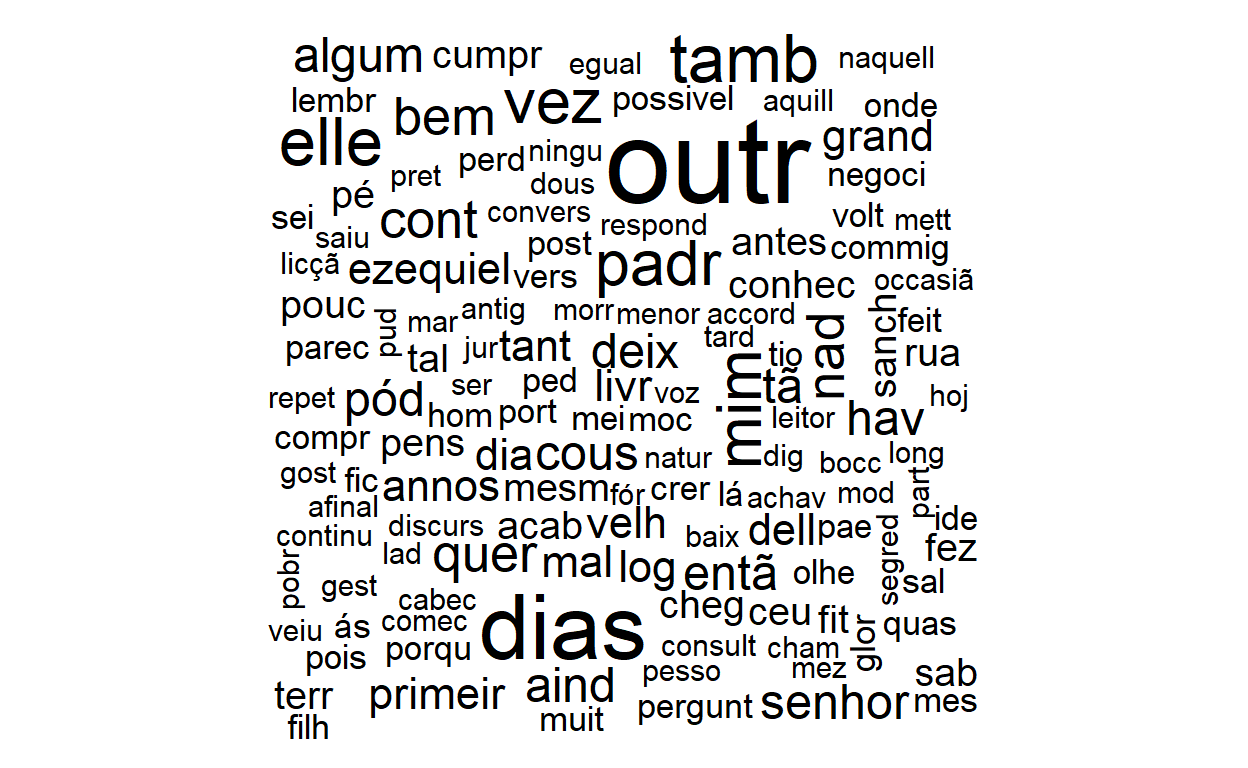 algum cumpr egual tamb naquell
lembr bem vez possivel aquill onde
elle perd ningu outr grand
pé pret dous negoci
sei saiu cont convers respond volt mett
licçã ezequiel vers post padr antes commig
pouc conhec occasiã
pud mar antig morr menor accord sanch feit
parec tal jur tant deix tard tio nad rua
repet pód ser ped livr voz mim tã hoj
hom port mei moc leitor hav
compr pens dia cous natur dig bocc long
gost fic annos mesm fór crer lá achav mod part
afinal ide
continu discurs acab velh baix dell pae fez
pobr lad quer mal log entã olhe segred sal
gest
cabec dias cheg ceu fit glor quas
veiu ás comec
pois porqu consult cham
terr primeir aind pesso mez sab
filh muit pergunt senhor mes